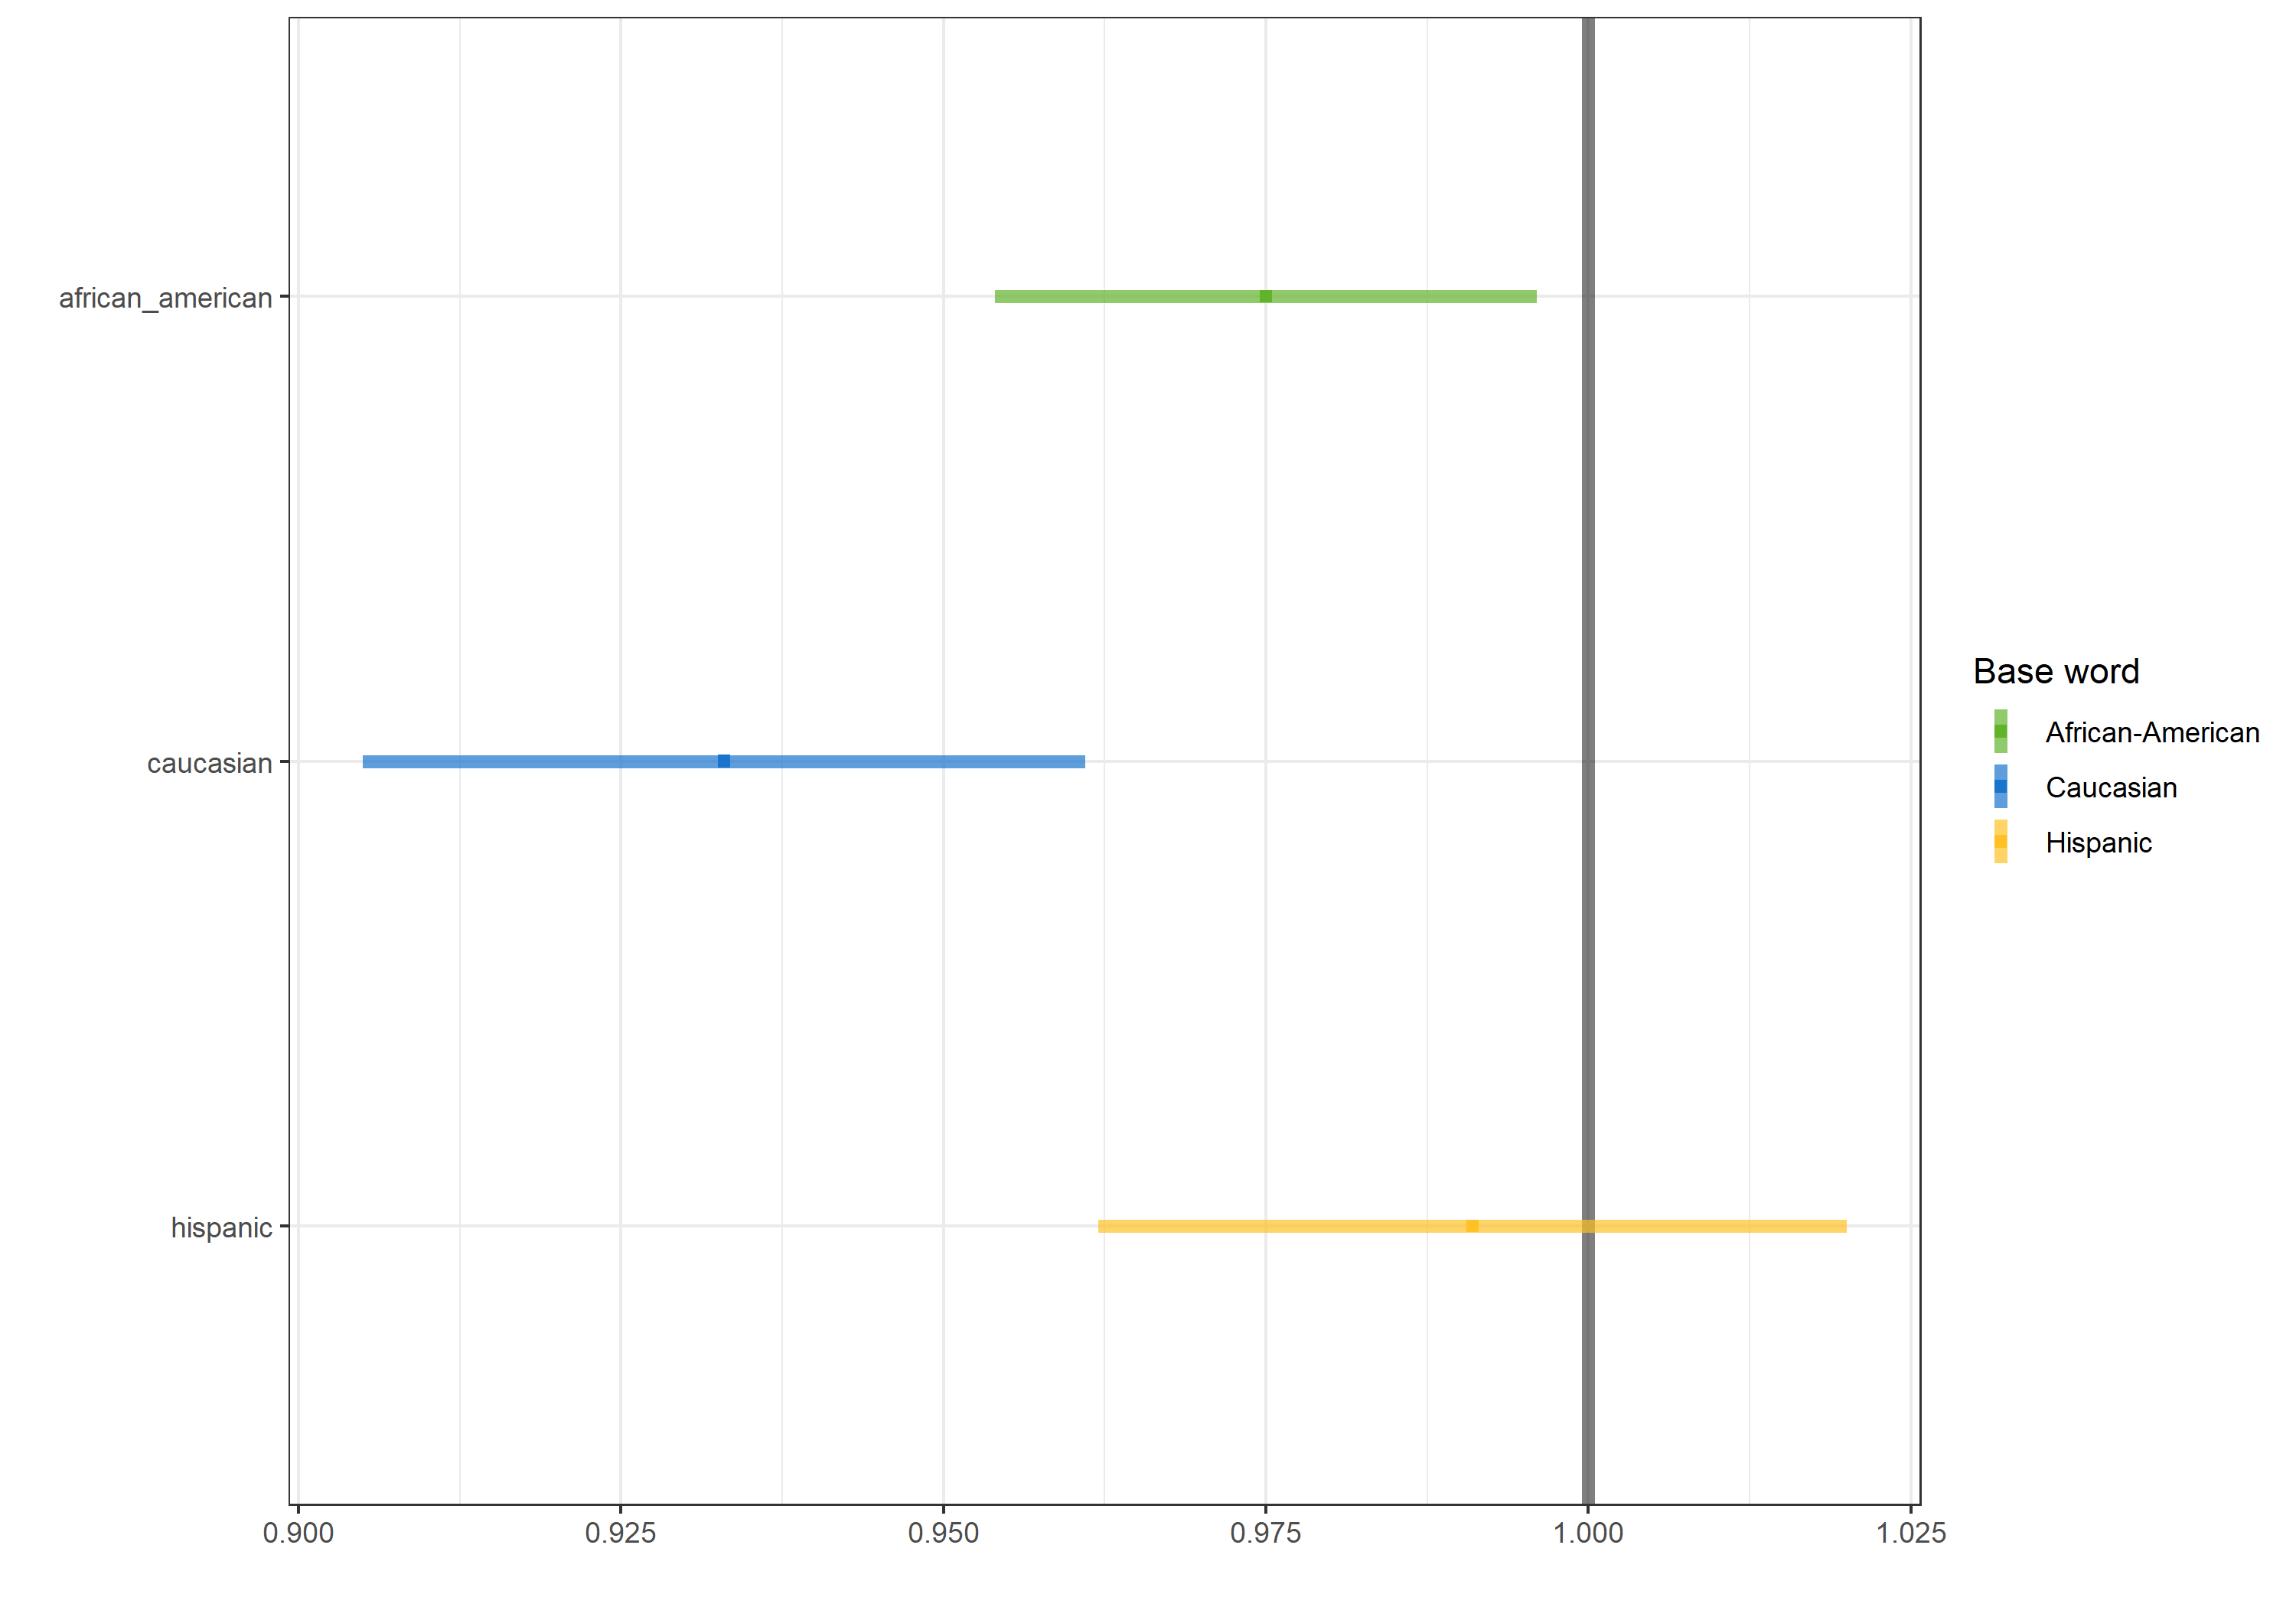 african_american
caucasian
hispanic
0.900
0.925
0.950
0.975
1.000
1.025
Base word
African-American
Caucasian
Hispanic